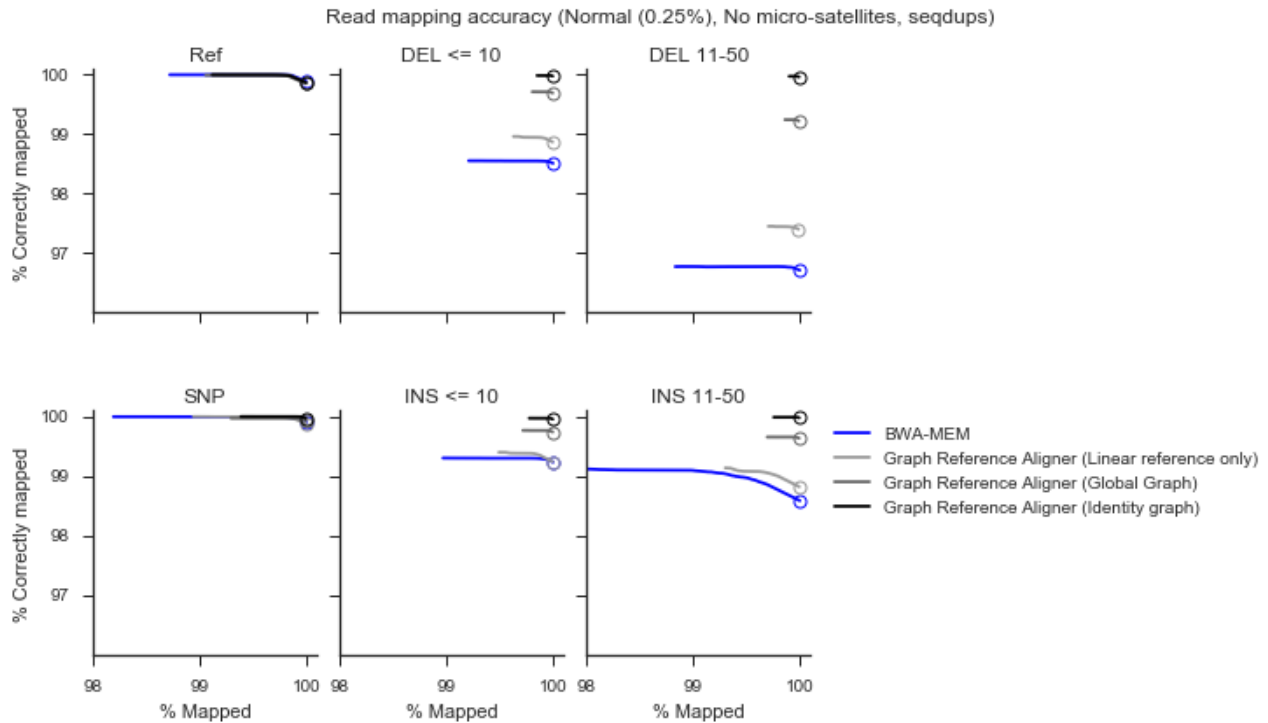 Read mapping accuracy (Normal (0.25%), No micro-satellites, seqdups)
Ref
DEL <= 10
DEL 11-50
100
99
98
97
% Correctly mapped
SNP
INS <= 10
INS 11-50
100
99
98
97
% Correctly mapped
98
99
100
98
99
100
98
99
100
% Mapped
% Mapped
% Mapped
BWA-MEM
Graph Reference Aligner (Linear reference only)
Graph Reference Aligner (Global Graph)
Graph Reference Aligner (Identity graph)